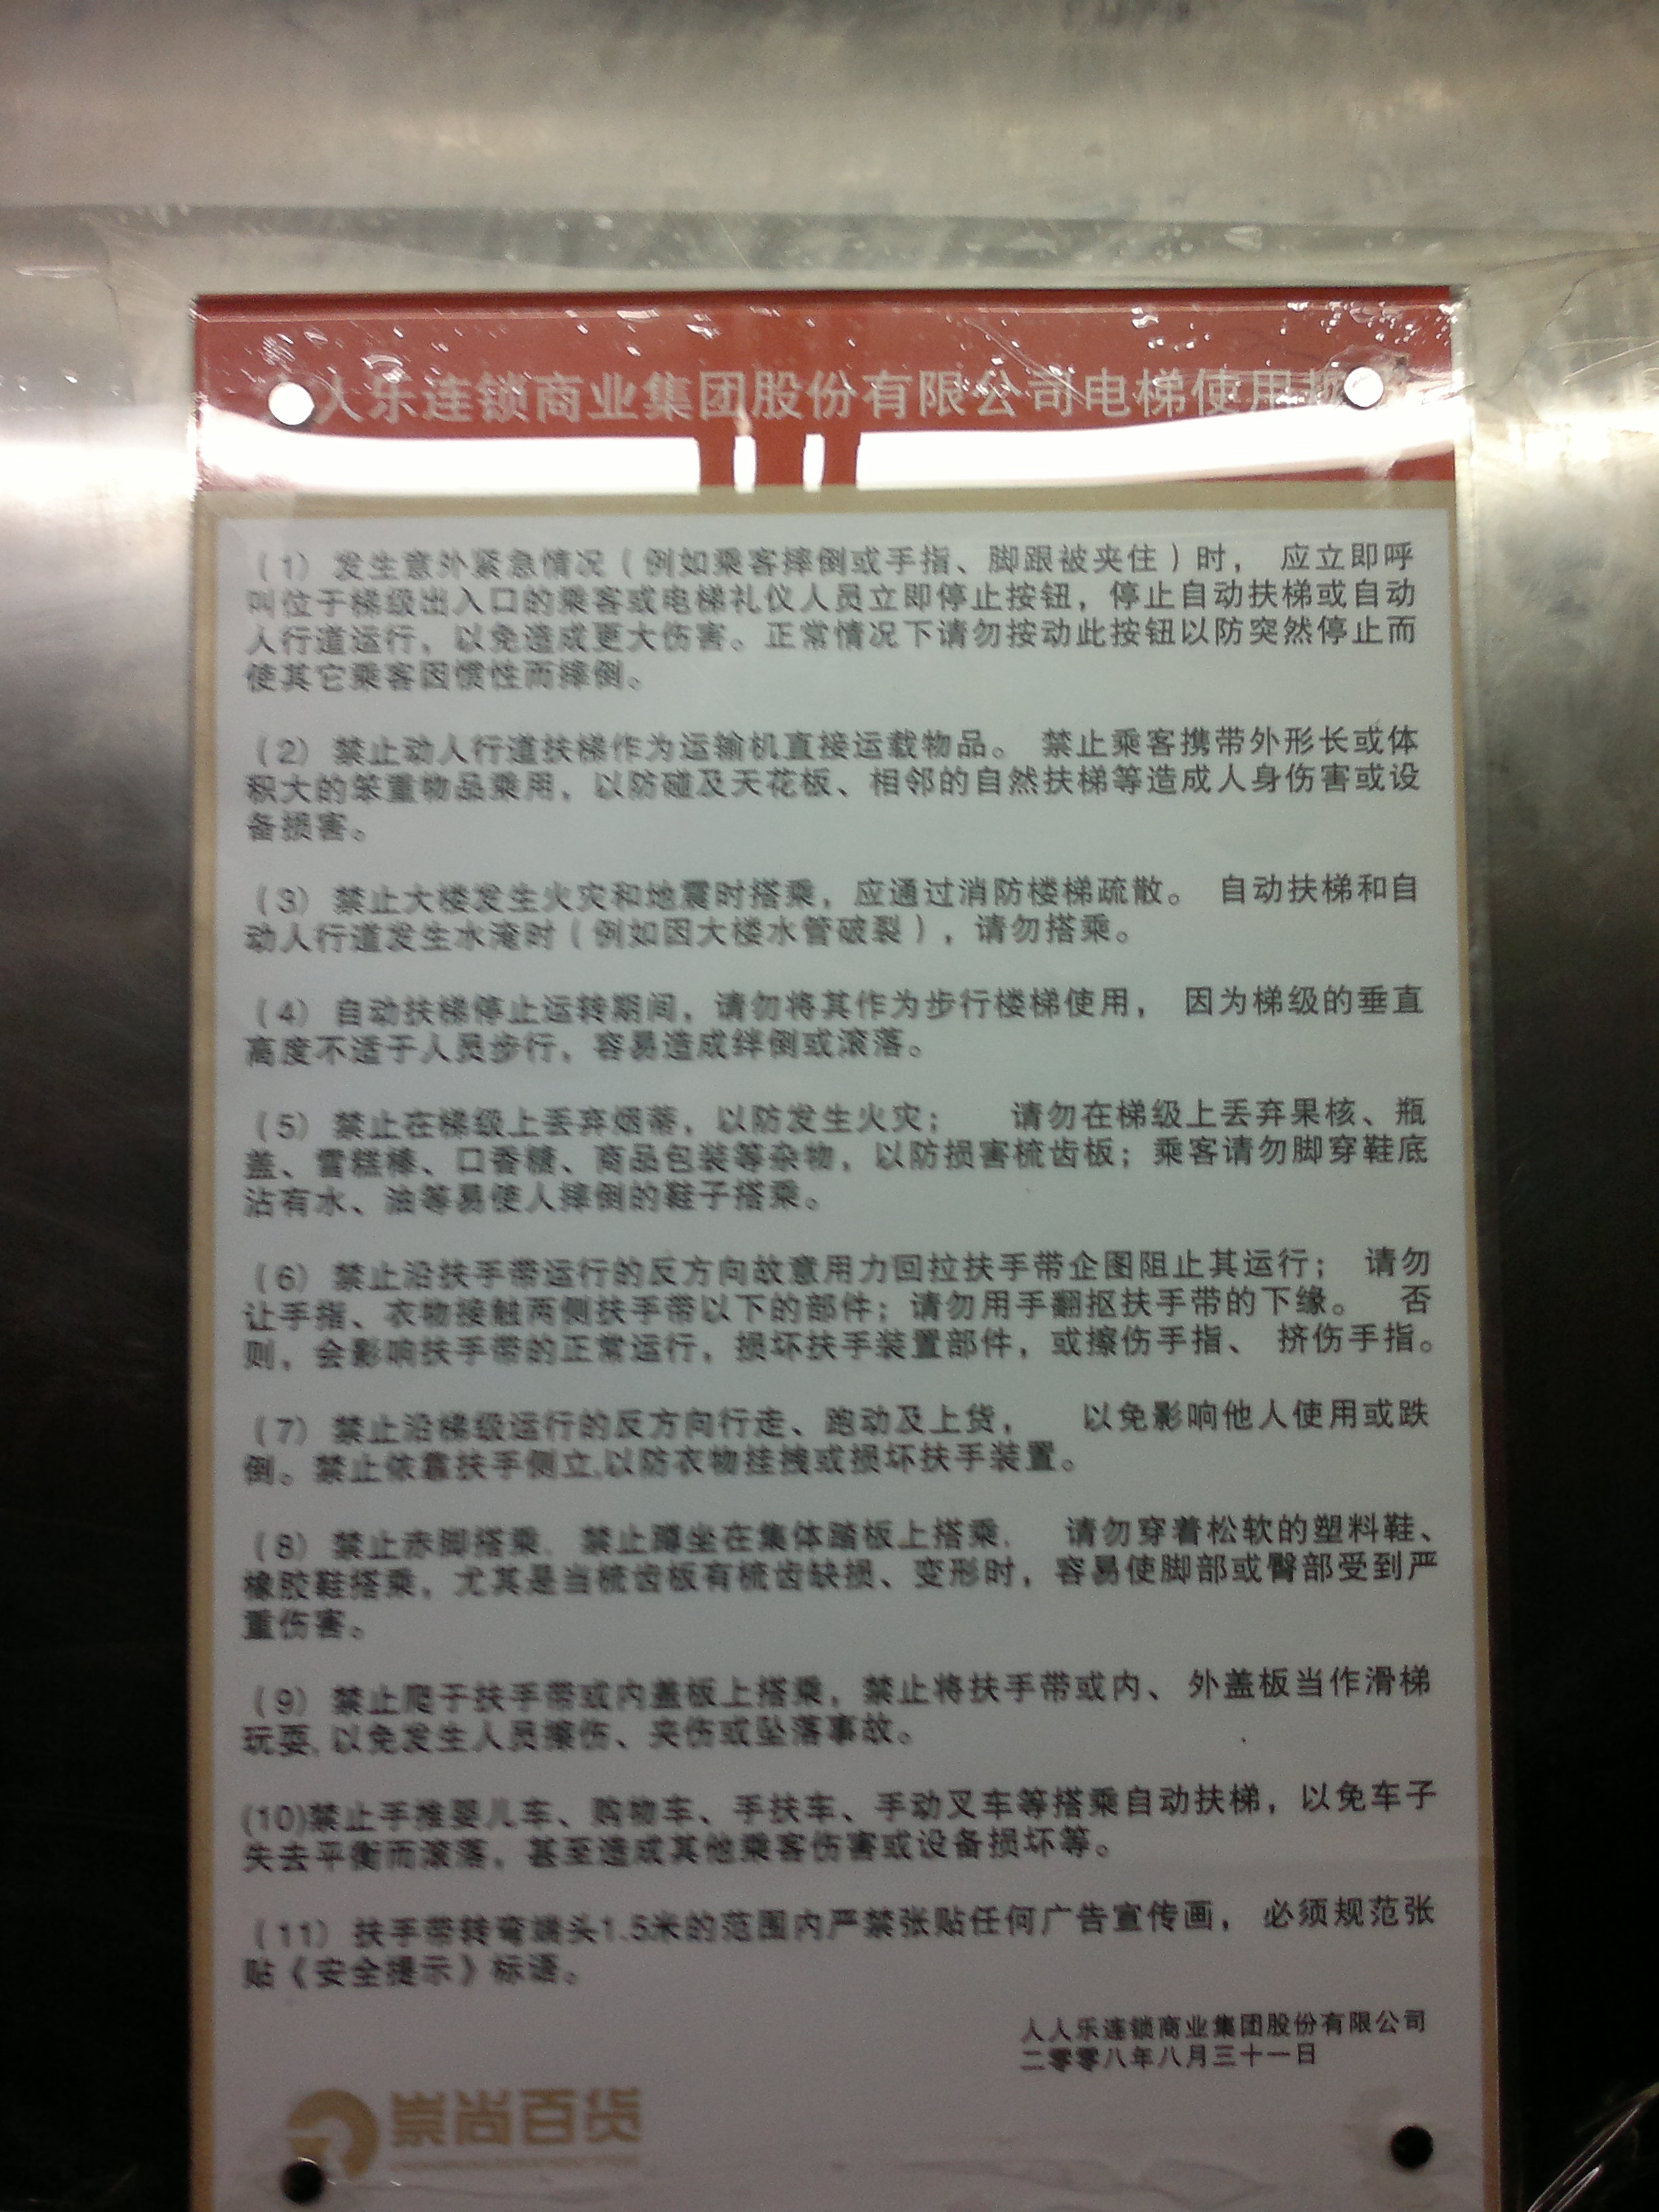 人乐连锁商业集团股份有限公司电梯使用
（1） 发生意外紧急情况（例如乘客摔倒或手指、脚跟被夹住）时， 应立即呼
叫位于梯级出入口的乘客或电梯礼仪人员立即停止按钮，停止自动扶梯或自动
人行道运行，以免造成更大伤害。正常情况下请勿按动此按钮以防突然停止而
使其它乘客因惯性而摔倒。
（2） 禁止动人行道扶梯作为运输机直接运载物品。 禁止乘客携带外形长或体
积大的笨重物品乘用，以防碰及天花板、相邻的自然扶梯等造成人身伤害或设
备损害。
（3） 禁止大楼发生火灾和地震时搭乘，应通过消防楼梯疏散。 自动扶梯和自
动人行道发生水淹时（例如因大楼水管破裂），请勿搭乘。
（4） 自动扶梯停止运转期间，请勿将其作为步行楼梯使用， 因为梯级的垂直
高度不适于人员步行，容易造成绊倒或滚落。
（5） 禁止在梯级上丢弃烟蒂，以防发生火灾； 请勿在梯级上丢弃果核、瓶
盖、雪糕棒、口香糖、商品包装等杂物，以防损害梳齿板；乘客请勿脚穿鞋底
沾有水、油等易使人摔倒的鞋子搭乘。
（6） 禁止沿扶手带运行的反方向故意用力回拉扶手带企图阻止其运行； 请勿
让手指、衣物接触两侧扶手带以下的部件；请勿用手翻抠扶手带的下缘。 否
则，会影响扶手带的正常运行，损坏扶手装置部件，或擦伤手指、 挤伤手指。
（7） 禁止沿梯级运行的反方向行走、跑动及上货， 以免影响他人使用或跌
倒。禁止依靠扶手侧立,以防衣物挂拽或损坏扶手装置。
（8） 禁止赤脚搭乘. 禁止蹲坐在集体踏板上搭乘. 请勿穿着松软的塑料鞋、
橡胶鞋搭乘，尤其是当梳齿板有梳齿缺损、变形时，容易使脚部或臀部受到严
重伤害。
（9） 禁止爬于扶手带或内盖板上搭乘，禁止将扶手带或内、 外盖板当作滑梯
玩耍,以免发生人员擦伤、夹伤或坠落事故。
(10)禁止手推婴儿车、购物车、手扶车、手动叉车等搭乘自动扶梯，以免车子
失去平衡而滚落，甚至造成其他乘客伤害或设备损坏等。
（11） 扶手带转弯端头1.5米的范围内严禁张贴任何广告宣传画， 必须规范张
贴《安全提示》标语。
人人乐连锁商业集团股份有限公司
二零零八年八月三十一日
崇尚百货